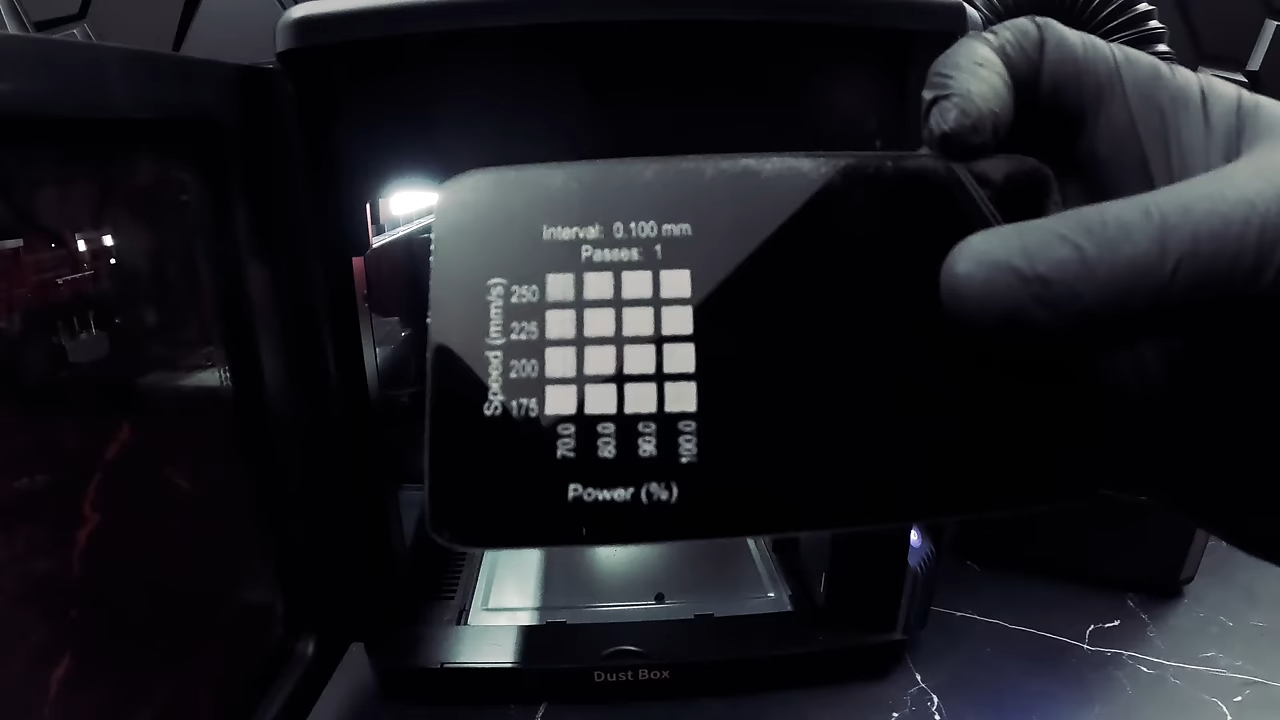 Interval: 0.100 mm
Passes: 1
Speed (mm/s)
250
225
200
175
70.0
80.0
90.0
100.0
Power (%)
Dust Box